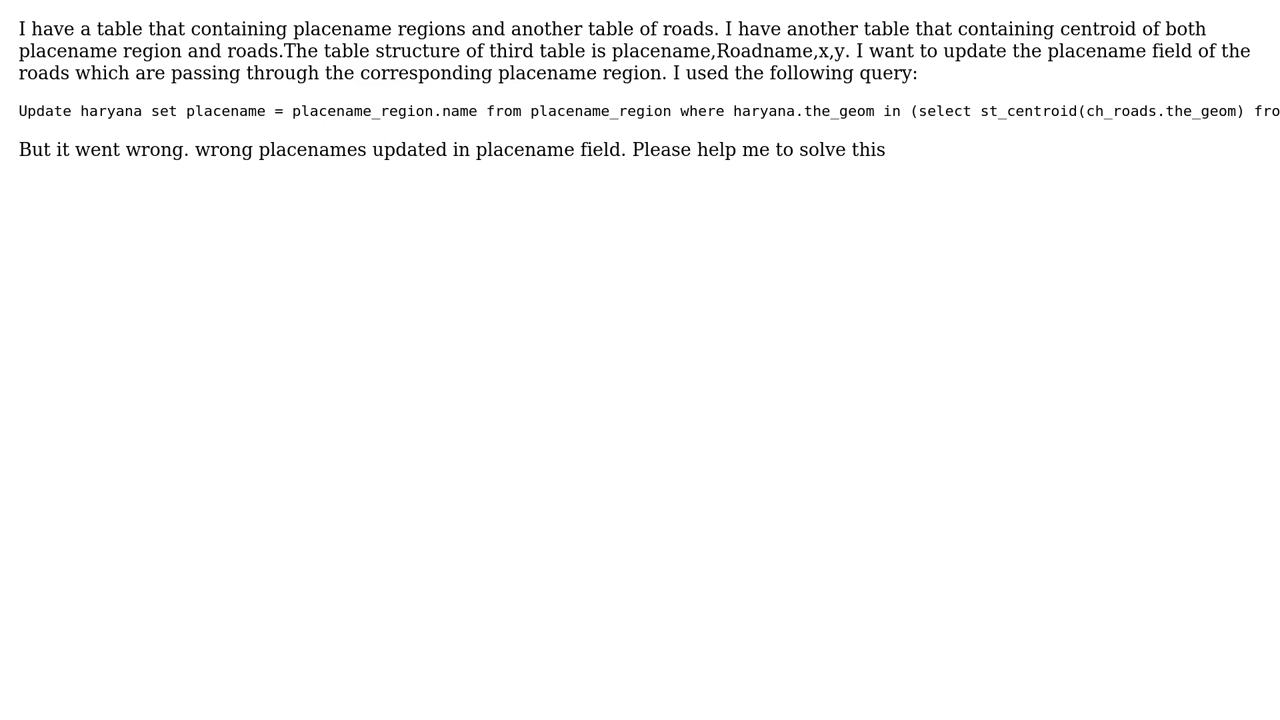 I have a table that containing placename regions and another table of roads. I have another table that containing centroid of both
placename region and roads.The table structure of third table is placename,Roadname,x,y. I want to update the placename field of the
roads which are passing through the corresponding placename region. I used the following query:
Update haryana set placename = placename_region.name from placename_region where haryana.the_geom in (select st_centroid(ch_roads.the_geom) fro
But it went wrong. wrong placenames updated in placename field. Please help me to solve this